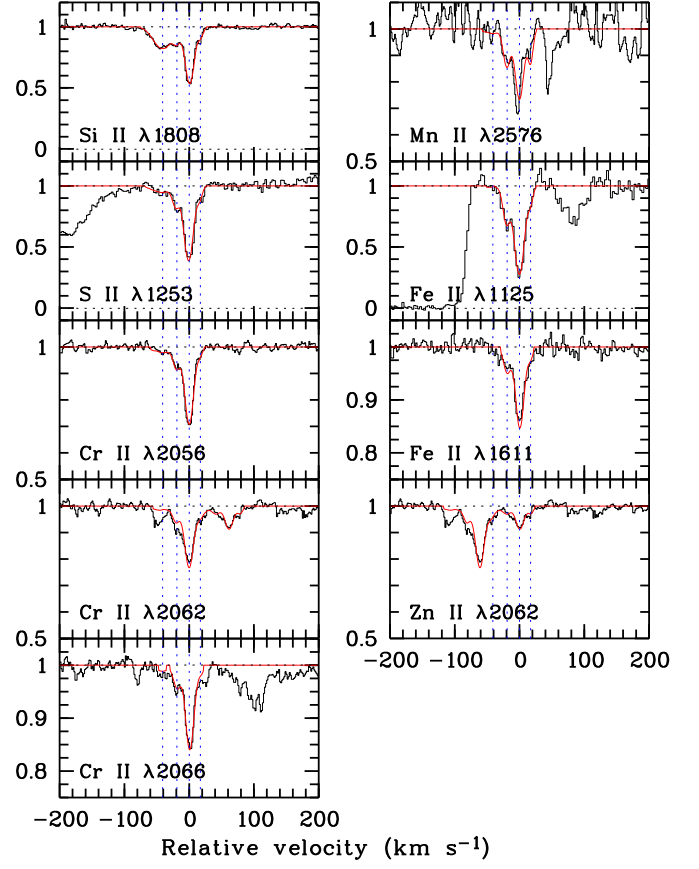 1
0.5
0
Si II λ1808
1
0.5
0
S II λ1253
1
0.5
Cr II λ2056
1
0.5
Cr II λ2062
1
0.9
0.8
Cr II λ2066
-200 -100 0 100 200
1
0.5
Mn II λ2576
1
0.5
0
Fe II λ1125
1
0.9
0.8
Fe II λ1611
1
0.5
Zn II λ2062
-200 -100 0 100 200
Relative velocity (km s⁻¹)